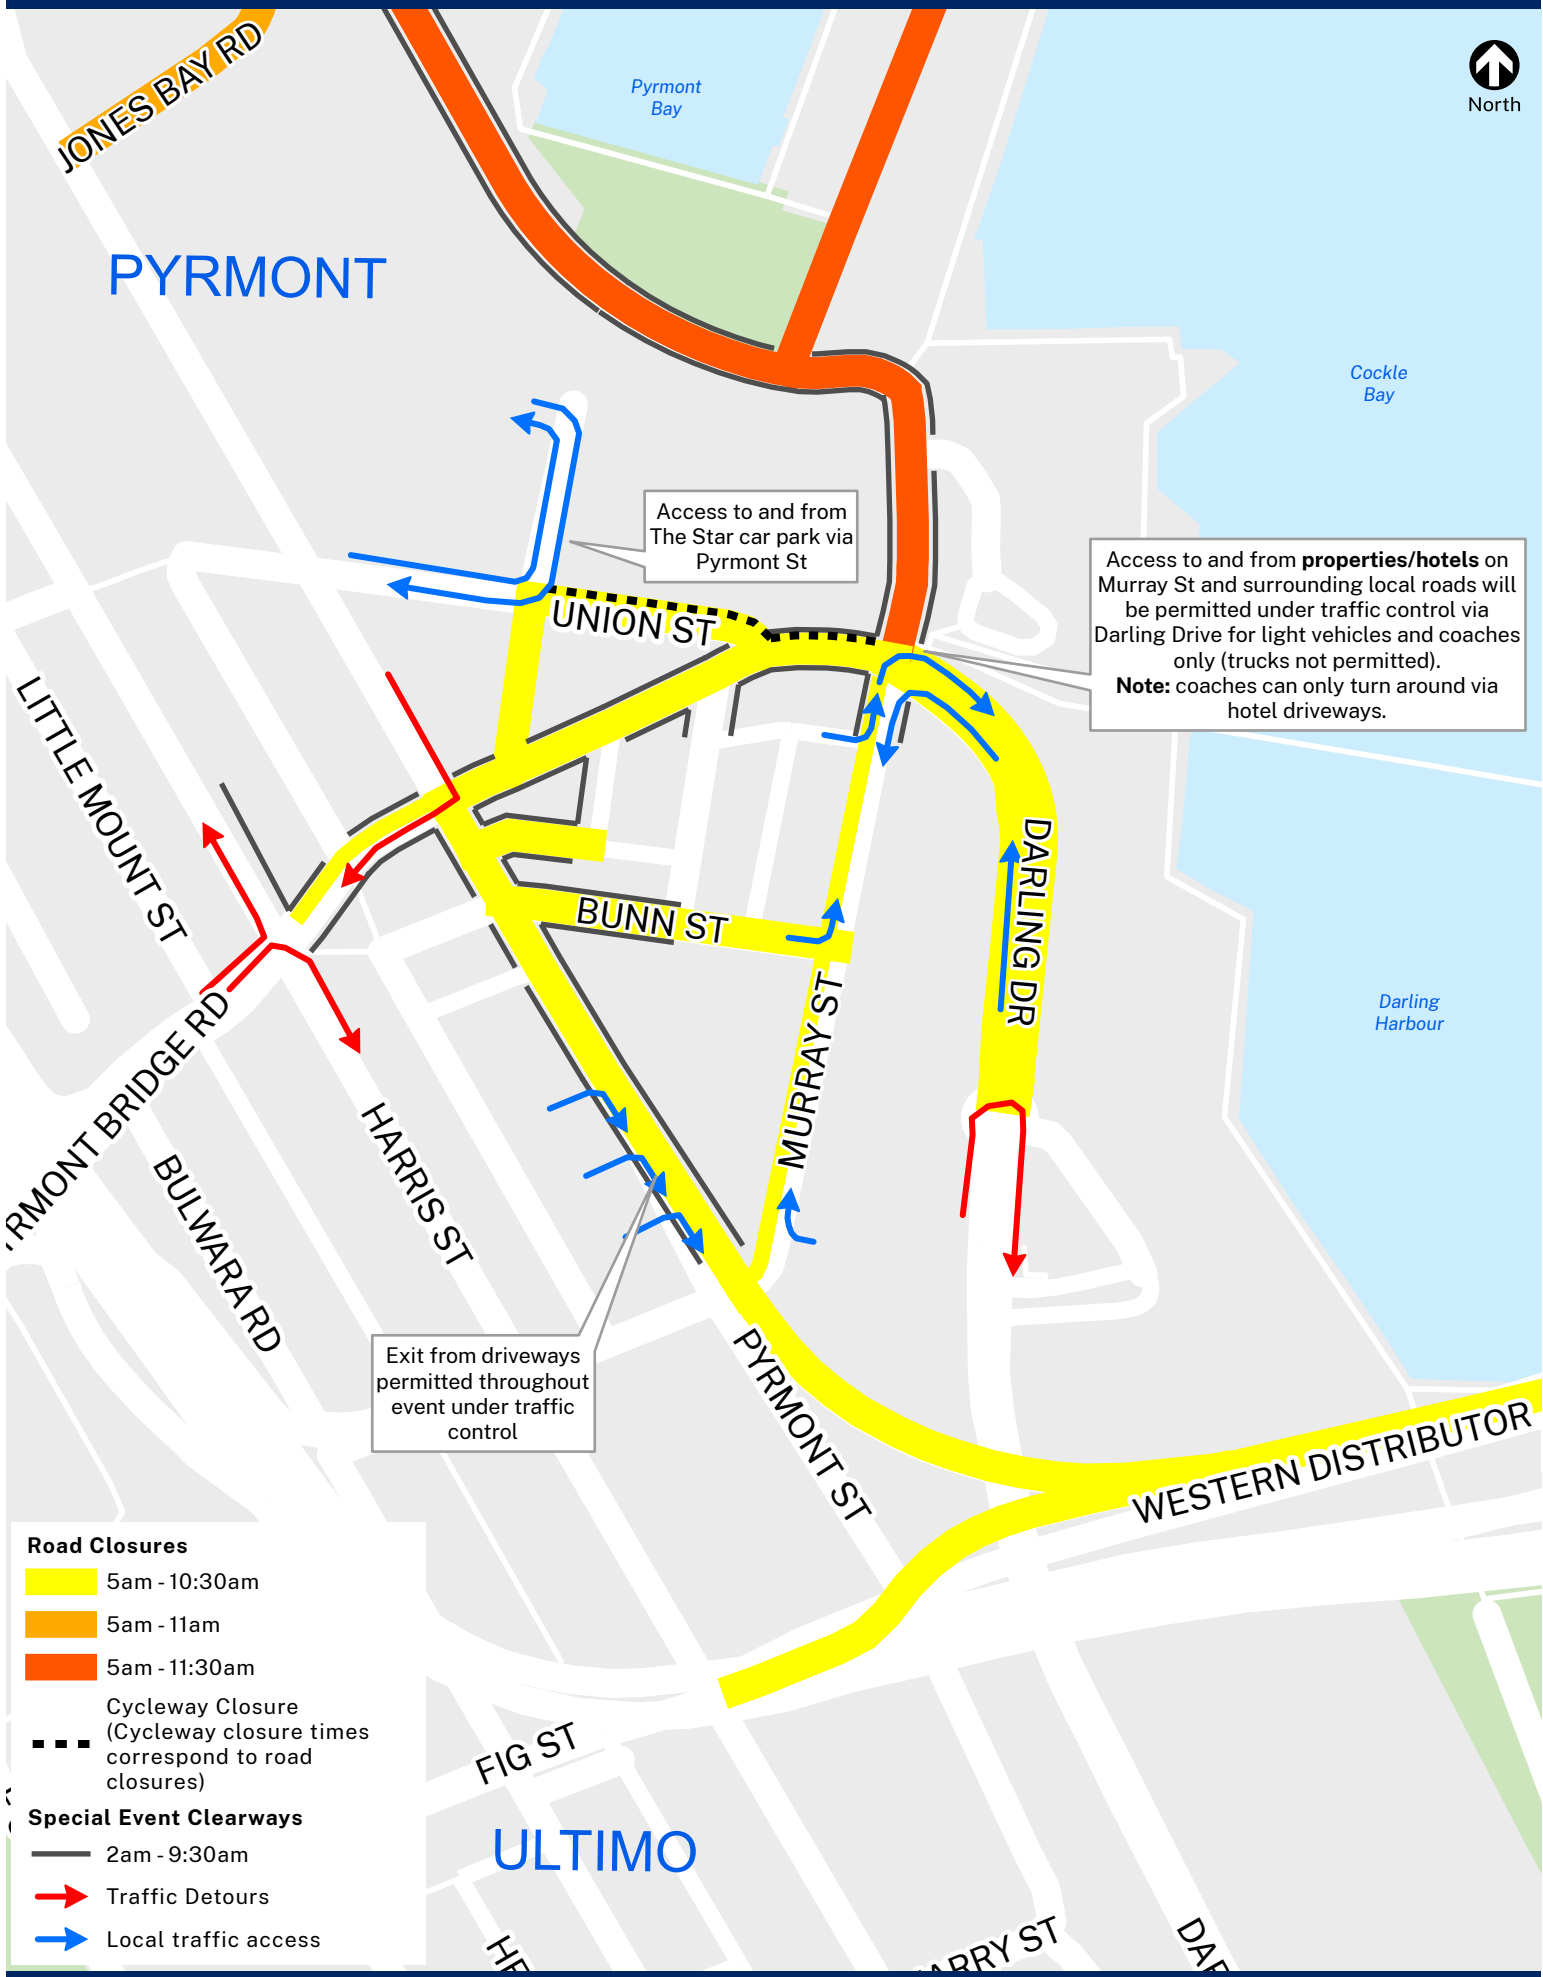 JONES BAY RD
Pyrmont
Bay
North
PYRMONT
Cockle
Bay
Access to and from
The Star car park via
Pyrmont St
Access to and from properties/hotels on
Murray St and surrounding local roads will
be permitted under traffic control via
Darling Drive for light vehicles and coaches
only (trucks not permitted).
Note: coaches can only turn around via
hotel driveways.
UNION ST
LITTLE MOUNT ST
DARLING DR
BUNN ST
MURRAY ST
Darling
Harbour
RMONT BRIDGE RD
HARRIS ST
BULWARA RD
Exit from driveways
permitted throughout
event under traffic
control
PYRMONT ST
WESTERN DISTRIBUTOR
Road Closures
5am - 10:30am
5am - 11am
5am - 11:30am
Cycleway Closure
(Cycleway closure times
correspond to road
closures)
Special Event Clearways
2am - 9:30am
Traffic Detours
Local traffic access
FIG ST
ULTIMO
ARRY ST